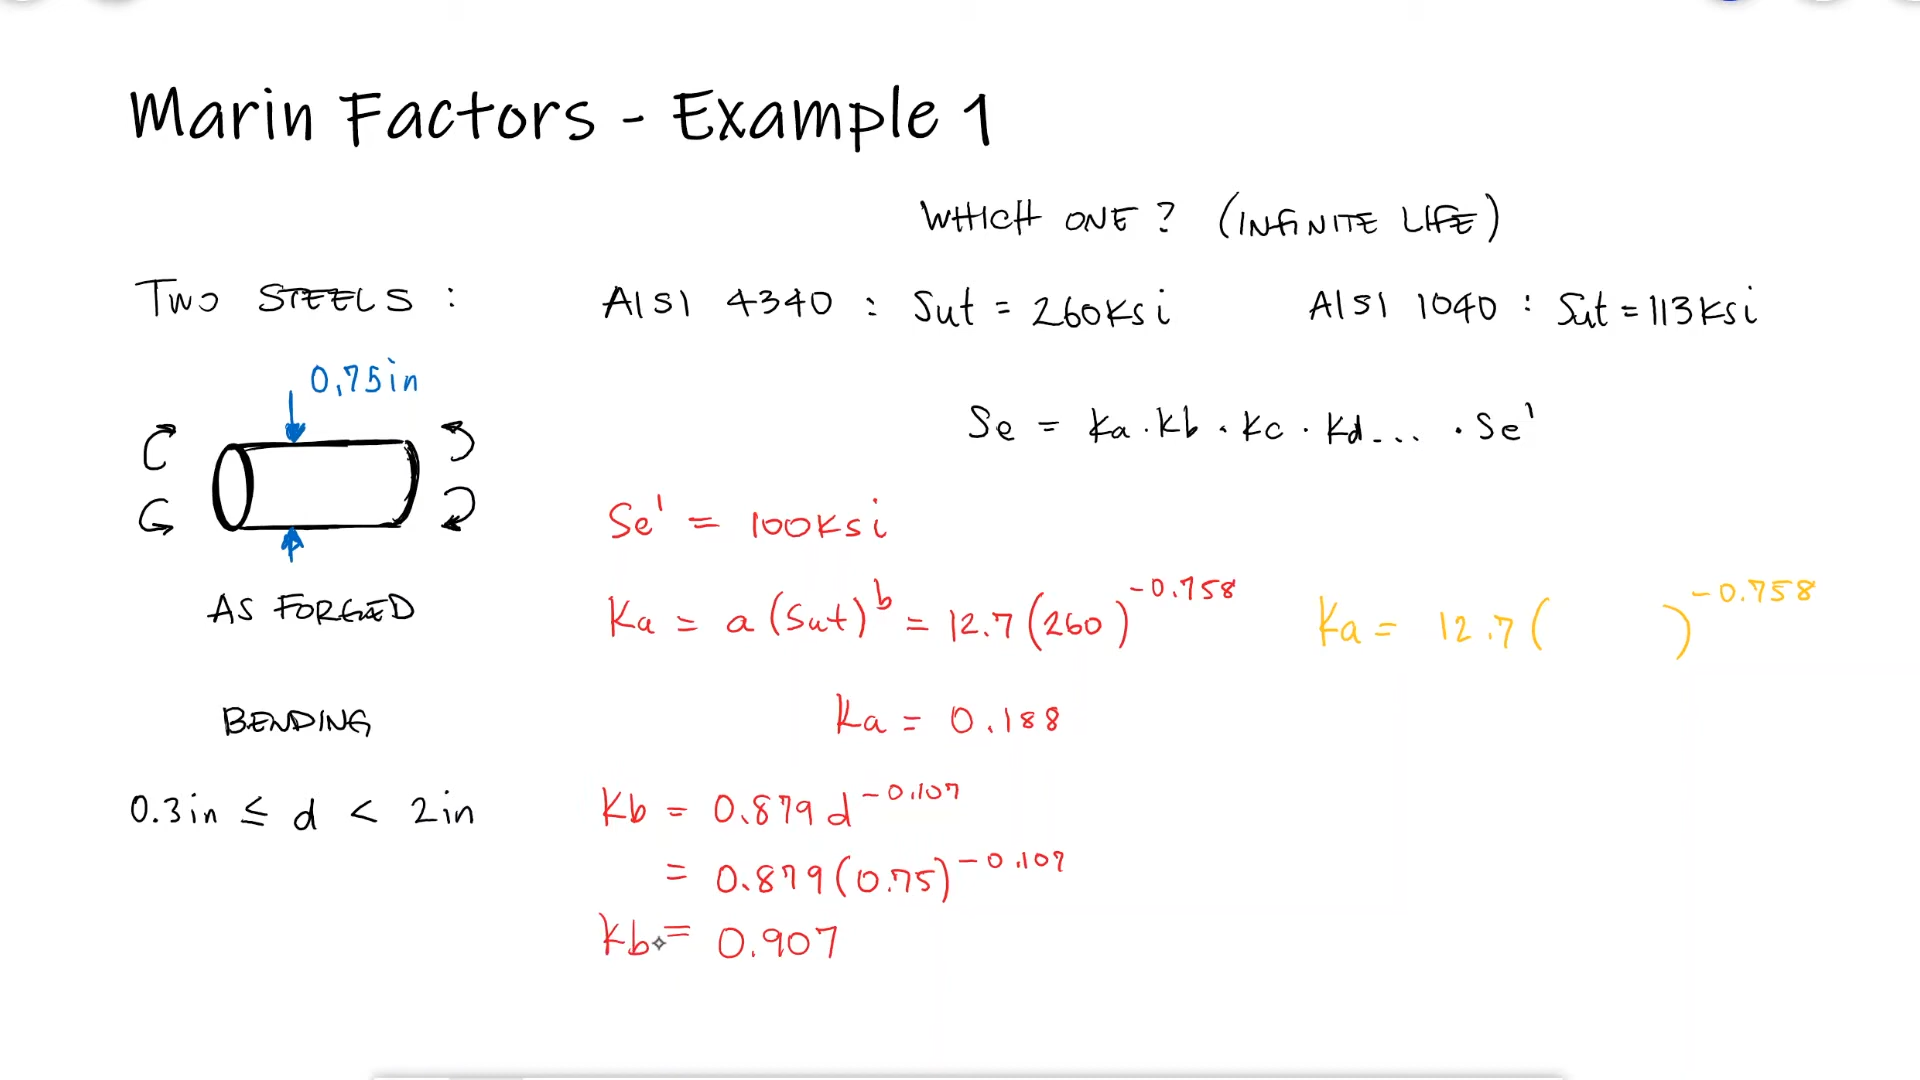 Marin Factors - Example 1
WHICH ONE? (INFINITE LIFE)
TWO STEELS : AISI 4340 : Sut = 260ksi AISI 1040 : Sut = 113ksi
0.75in
Se = ka . kb . kc . kd... . Se'
Se' = 100ksi
AS FORGED
Ka = a (Sut)^b = 12.7 (260)^-0.758 Ka = 12.7 ( )^-0.758
BENDING
Ka = 0.188
0.3in ≤ d < 2in
Kb = 0.879 d^-0.107
= 0.879 (0.75)^-0.107
kb = 0.907